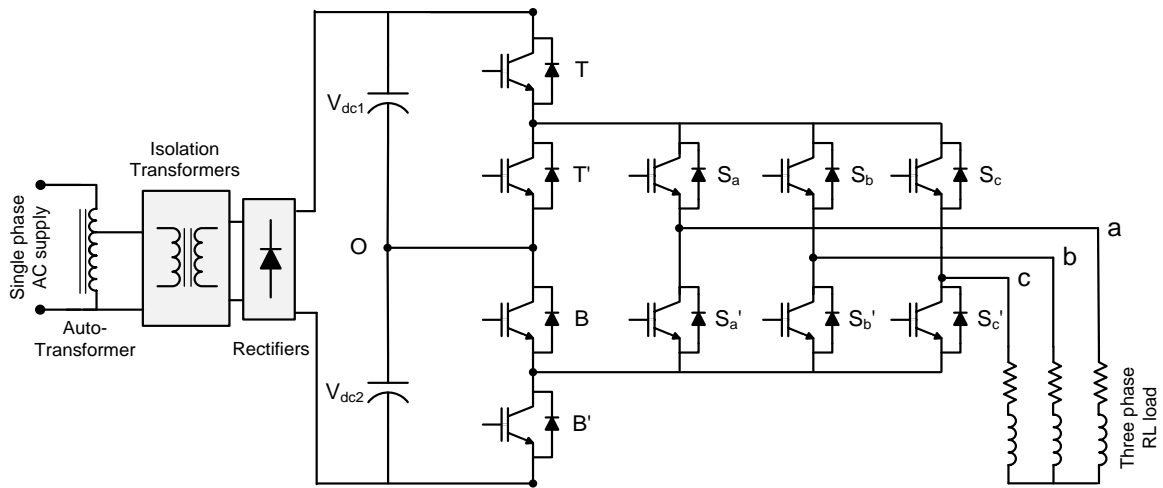 Single phase
AC supply
Auto-
Transformer
Isolation
Transformers
Rectifiers
V_dc1
O
V_dc2
T
T'
B
B'
S_a
S_b
S_c
S_a'
S_b'
S_c'
a
b
c
Three phase
RL load